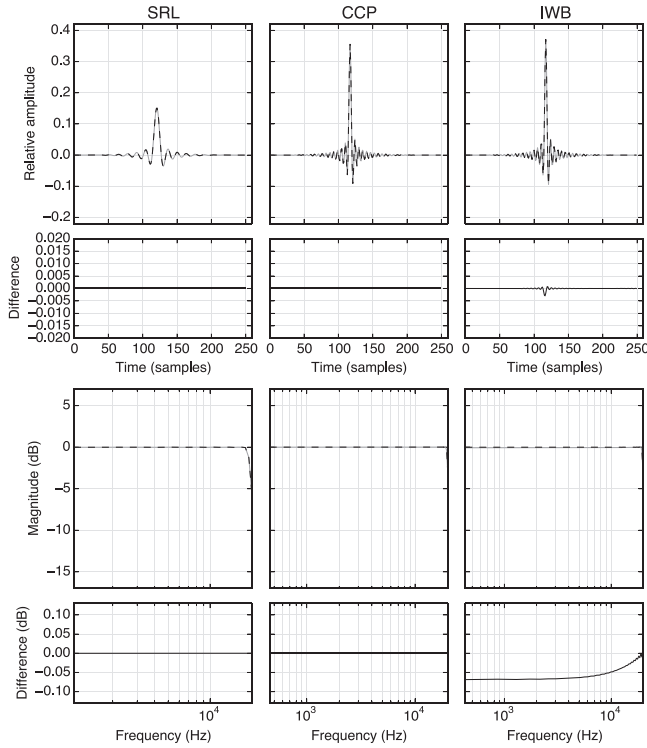 SRL CCP IWB
Relative amplitude
0.4
0.3
0.2
0.1
0.0
−0.1
−0.2
Difference
0.020
0.015
0.010
0.005
0.000
−0.005
−0.010
−0.015
−0.020
0 50 100 150 200 250 0 50 100 150 200 250 0 50 100 150 200 250
Time (samples) Time (samples) Time (samples)
Magnitude (dB)
5
0
−5
−10
−15
Difference (dB)
0.10
0.05
0.00
−0.05
−0.10
10⁴ 10³ 10⁴ 10³ 10⁴
Frequency (Hz) Frequency (Hz) Frequency (Hz)